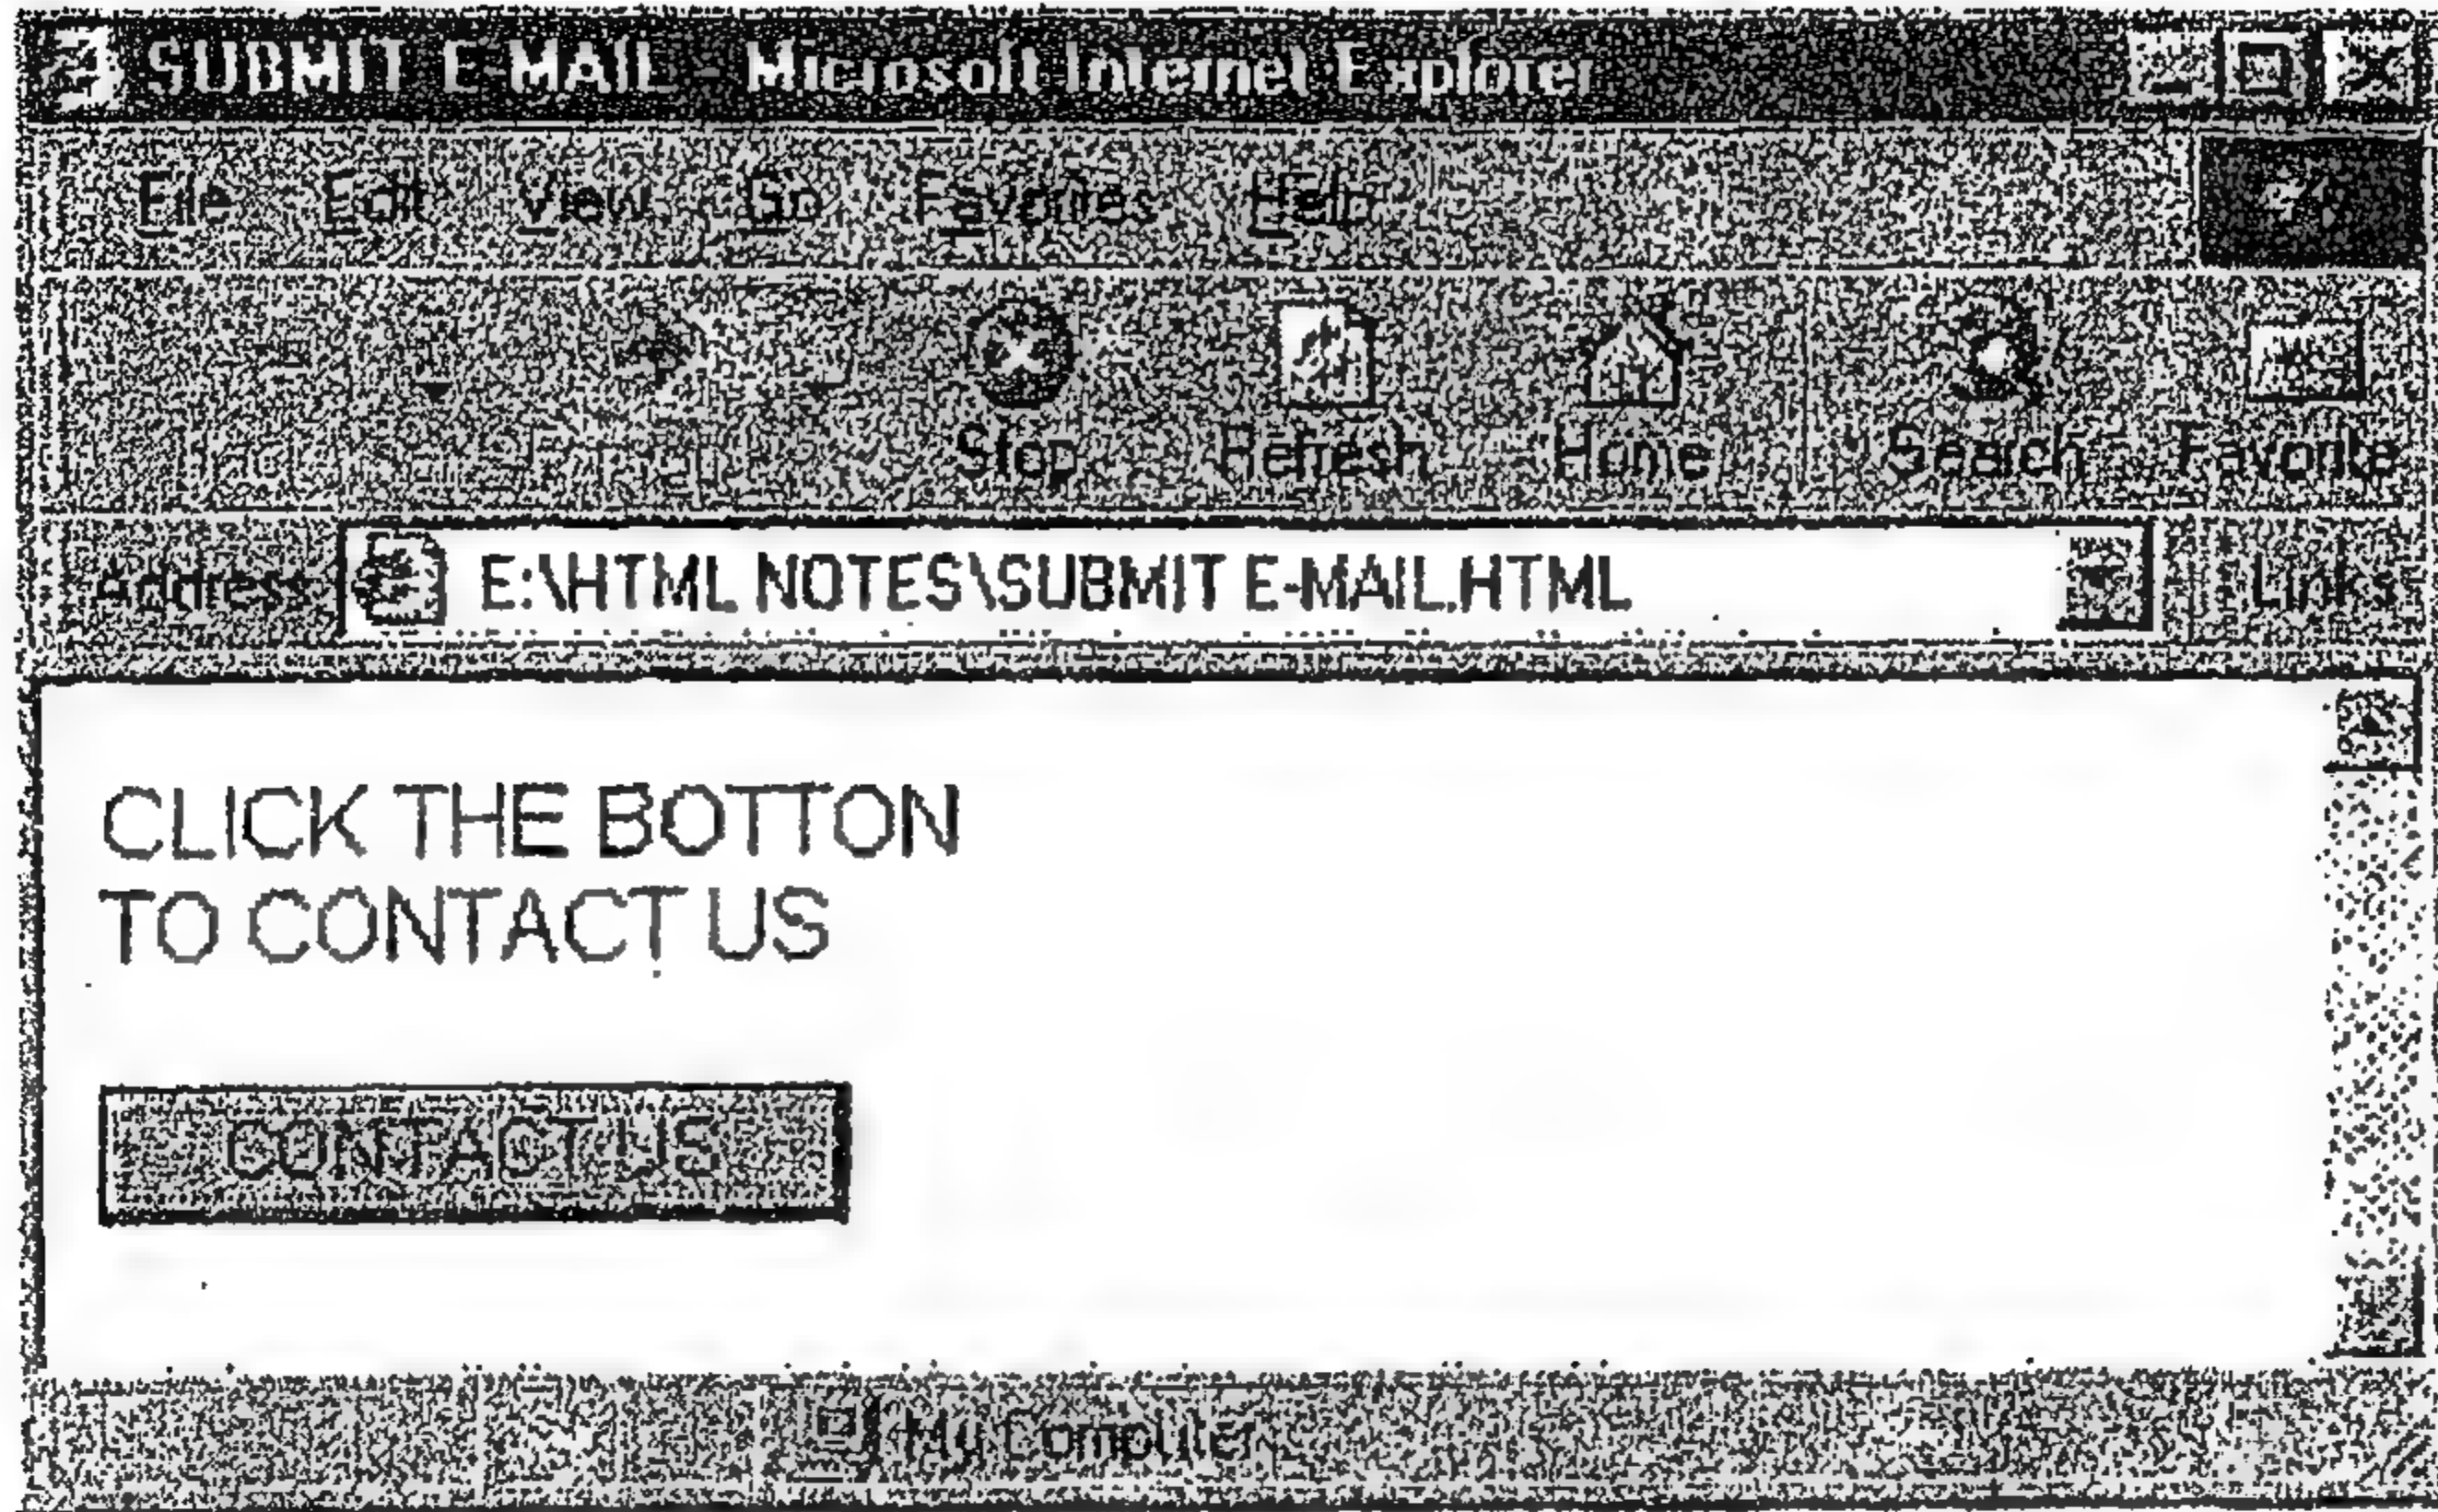 SUBMIT E-MAIL - Microsoft Internet Explorer
File Edit View Go Favorites Help
Stop Refresh Home Search Favorite
Address E:\HTML NOTES\SUBMIT E-MAIL.HTML Links
CLICK THE BOTTON
TO CONTACT US
CONTACT US
My Computer